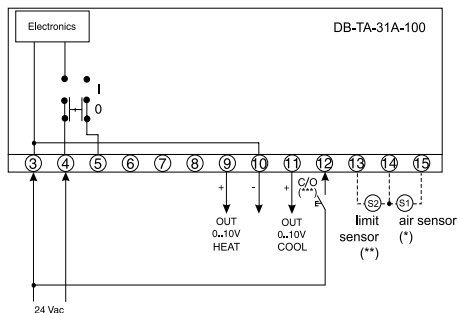 Electronics
DB-TA-31A-100
I
0
3 4 5 6 7 8 9 10 11 12 13 14 15
+ - +
C/O
(***)
S2 S1
OUT
0..10V
HEAT
OUT
0..10V
COOL
limit
sensor
(**)
air sensor
(*)
24 Vac